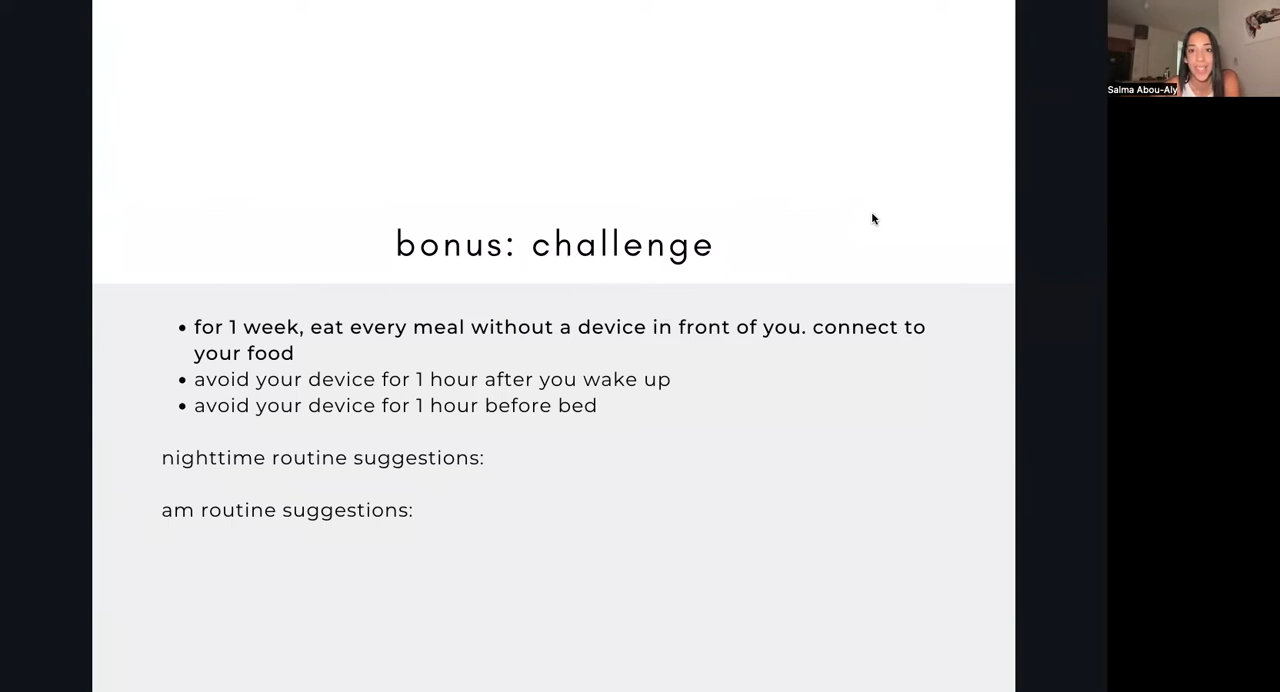 Salma Abou-Aly
bonus: challenge
• for 1 week, eat every meal without a device in front of you. connect to
your food
• avoid your device for 1 hour after you wake up
• avoid your device for 1 hour before bed
nighttime routine suggestions:
am routine suggestions: